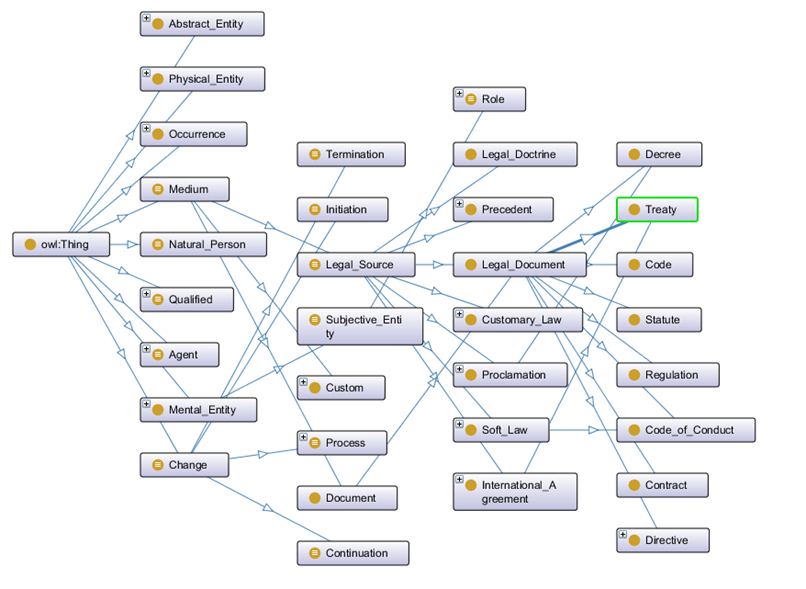 Abstract_Entity
Physical_Entity
Occurrence
Medium
owl:Thing
Natural_Person
Qualified
Agent
Mental_Entity
Change
Termination
Initiation
Legal_Source
Subjective_Enti
ty
Custom
Process
Document
Continuation
Role
Legal_Doctrine
Precedent
Legal_Document
Customary_Law
Proclamation
Soft_Law
International_A
greement
Decree
Treaty
Code
Statute
Regulation
Code_of_Conduct
Contract
Directive